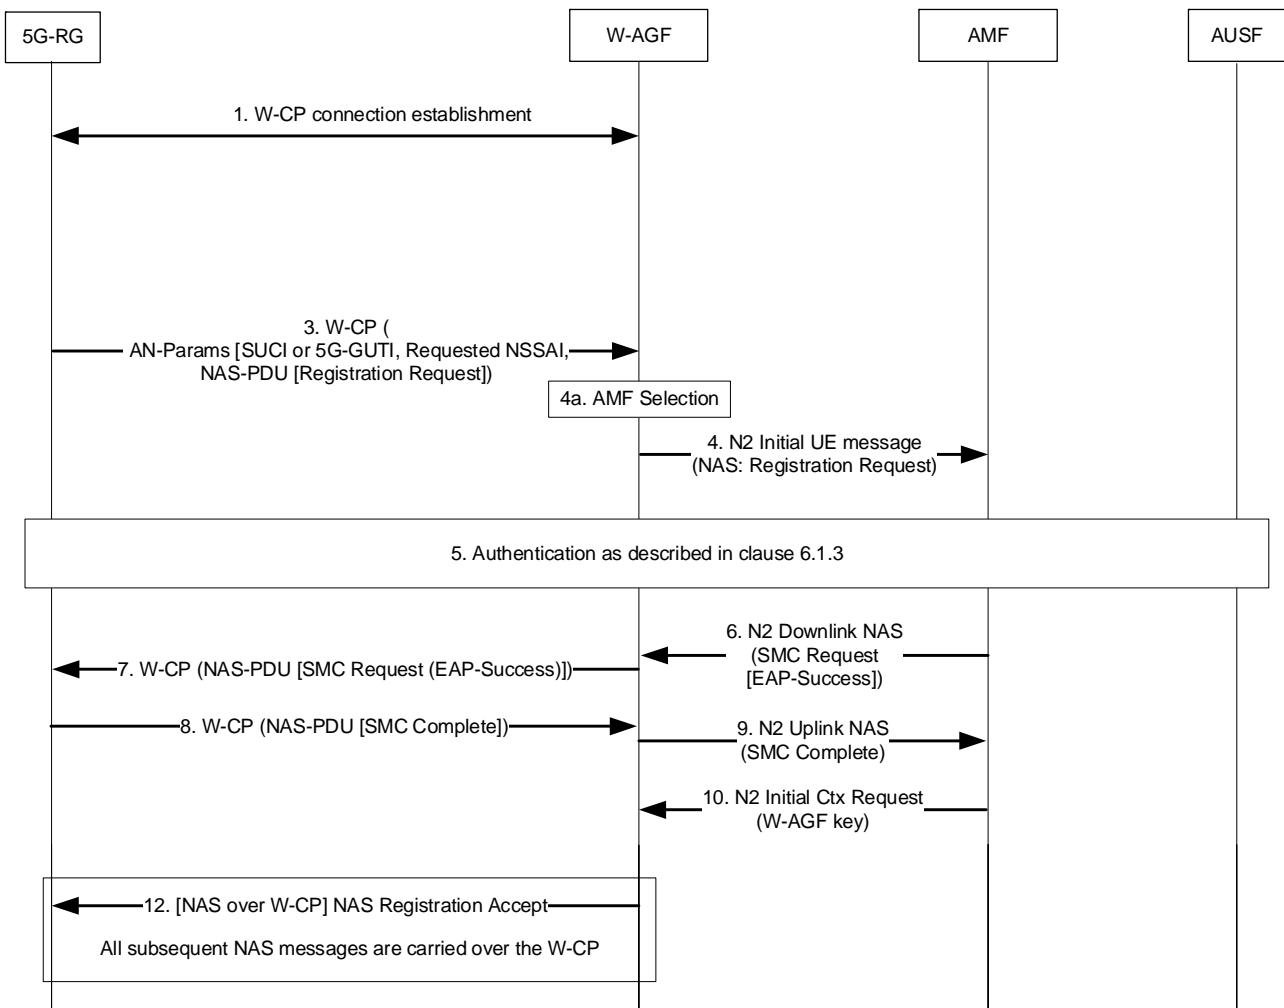 5G-RG
W-AGF
AMF
AUSF
1. W-CP connection establishment
3. W-CP (
AN-Params [SUCI or 5G-GUTI, Requested NSSAI,
NAS-PDU [Registration Request])
4a. AMF Selection
4. N2 Initial UE message
(NAS: Registration Request)
5. Authentication as described in clause 6.1.3
6. N2 Downlink NAS
(SMC Request
[EAP-Success])
7. W-CP (NAS-PDU [SMC Request (EAP-Success)])
8. W-CP (NAS-PDU [SMC Complete])
9. N2 Uplink NAS
(SMC Complete)
10. N2 Initial Ctx Request
(W-AGF key)
12. [NAS over W-CP] NAS Registration Accept
All subsequent NAS messages are carried over the W-CP